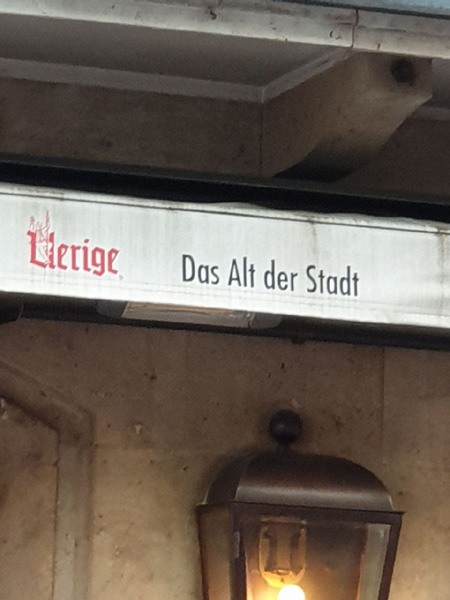 Uerige
Das Alt der Stadt